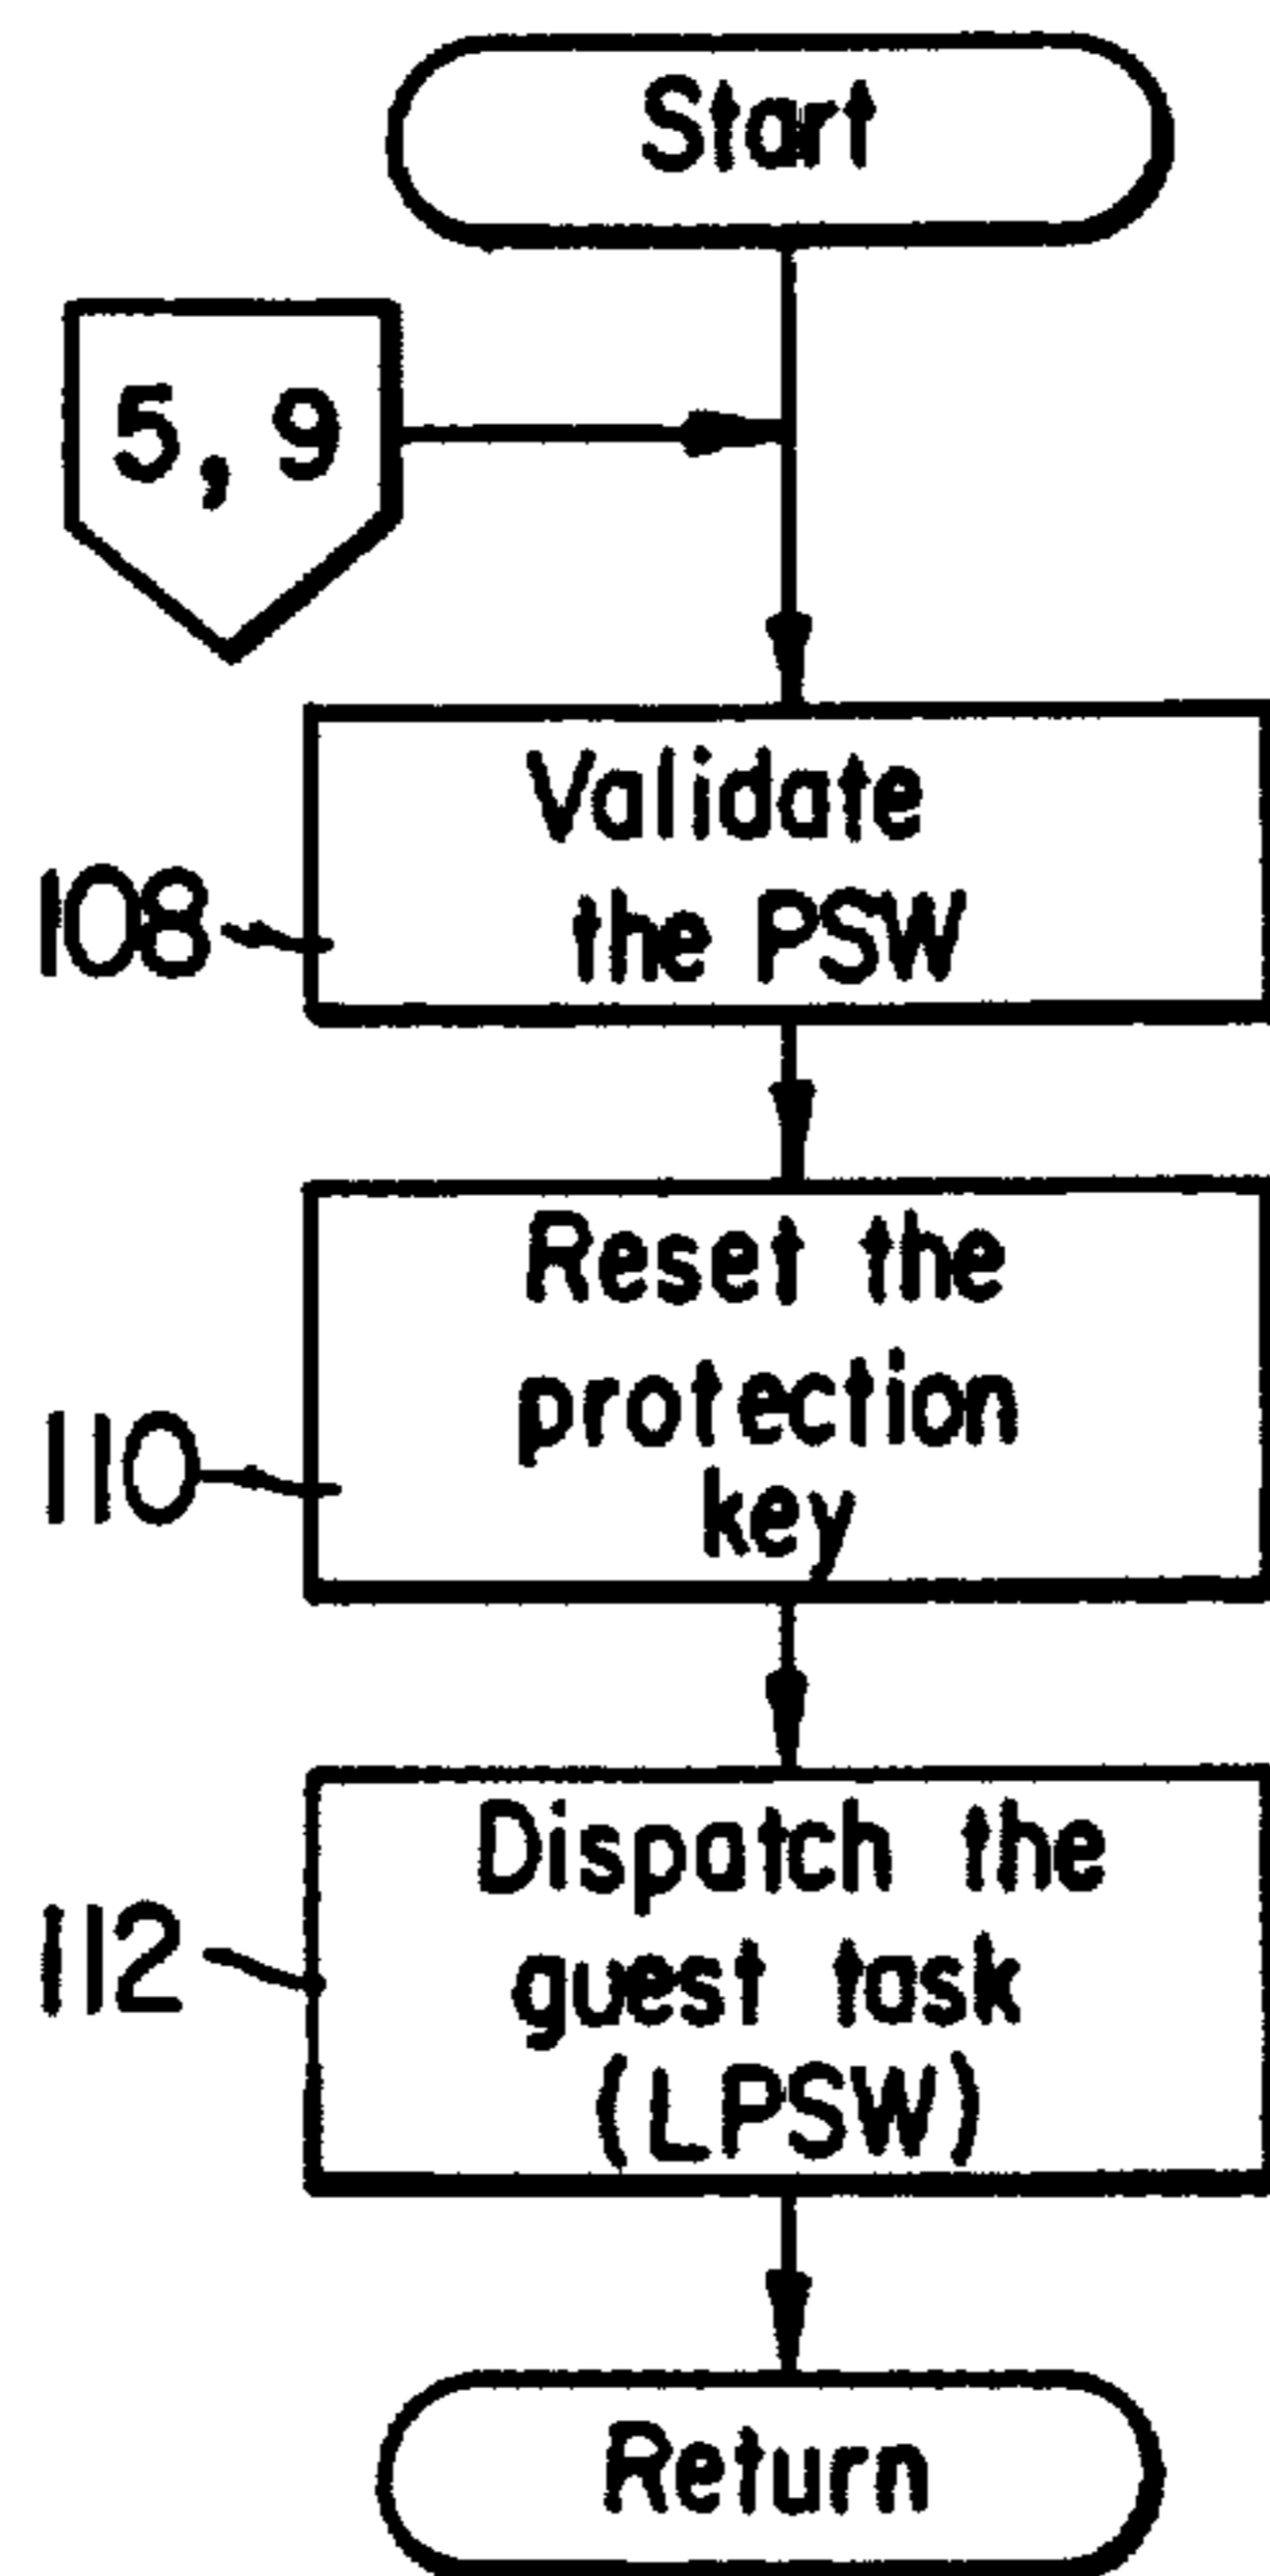 Start
5, 9
Validate
the PSW
108
Reset the
protection
key
110
Dispatch the
guest task
(LPSW)
112
Return